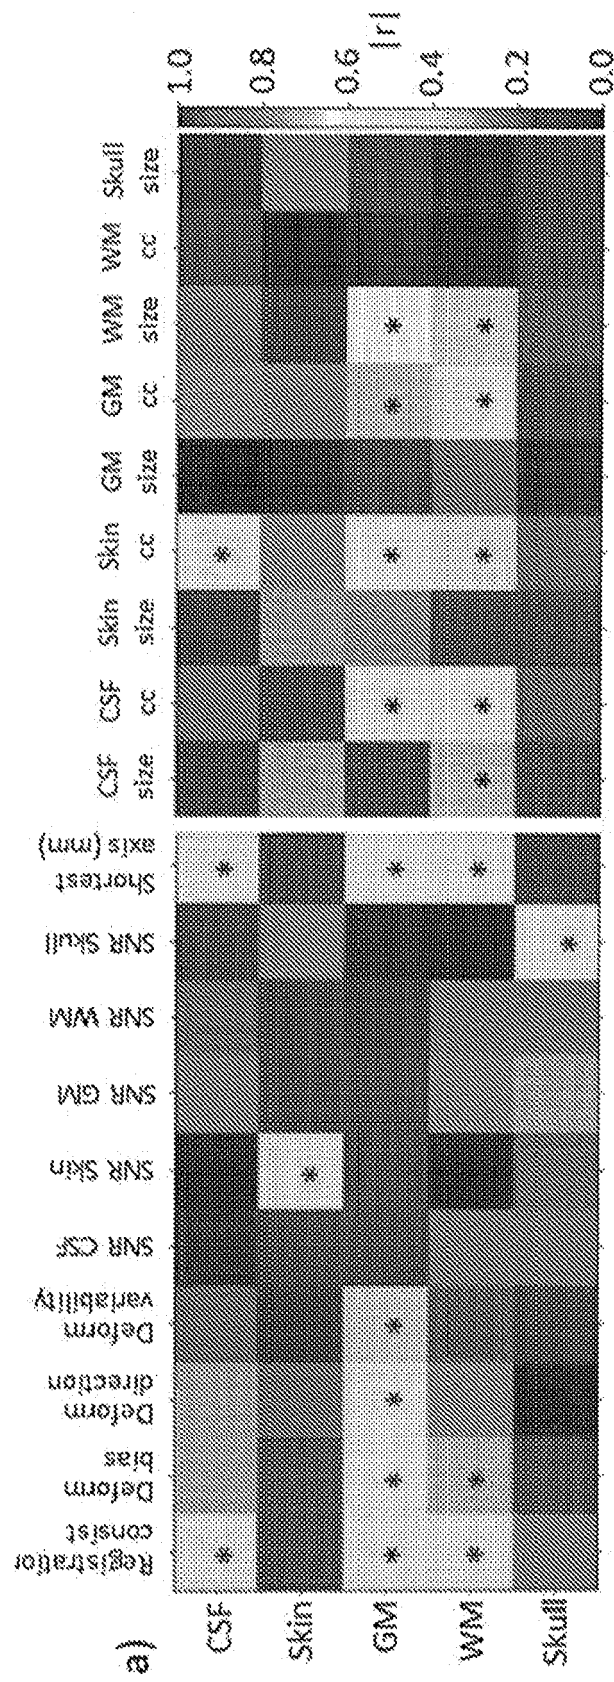 a)
Registration
consist
Deform
bias
Deform
direction
Deform
variability
SNR CSF
SNR Skin
SNR GM
SNR WM
SNR Skull
Shortest
axis (mm)
CSF
size
CSF
cc
Skin
size
Skin
cc
GM
size
GM
cc
WM
size
WM
cc
Skull
size
CSF
* * * 
Skin
*
GM
* * * * * * * * *
WM
* * * * * * * *
Skull
*
1.0
0.8
0.6
0.4
0.2
0.0
|r|